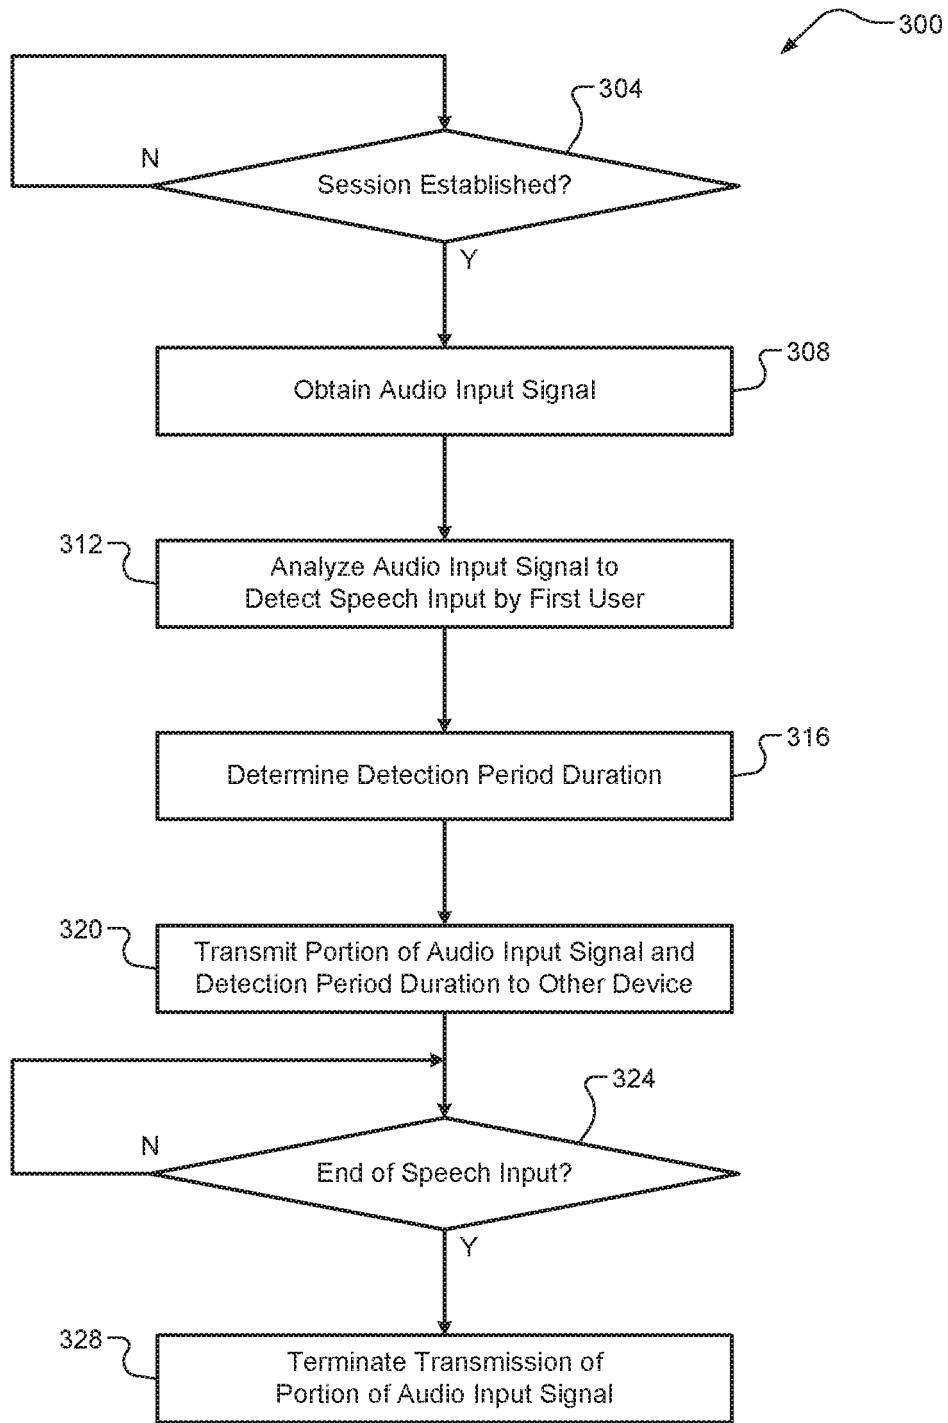 300
304
N
Session Established?
Y
308
Obtain Audio Input Signal
312
Analyze Audio Input Signal to
Detect Speech Input by First User
316
Determine Detection Period Duration
320
Transmit Portion of Audio Input Signal and
Detection Period Duration to Other Device
324
N
End of Speech Input?
Y
328
Terminate Transmission of
Portion of Audio Input Signal